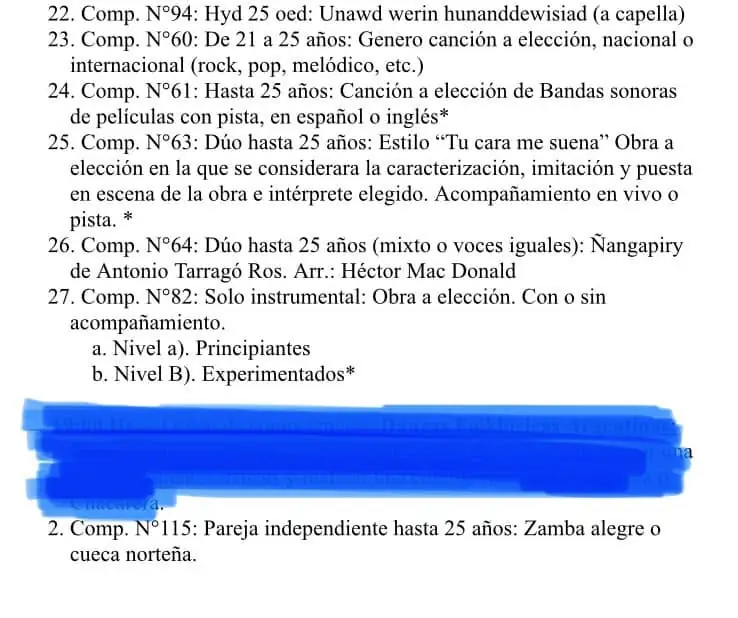 22. Comp. N°94: Hyd 25 oed: Unawd werin hunanddewisiad (a capella)
23. Comp. N°60: De 21 a 25 años: Genero canción a elección, nacional o
internacional (rock, pop, melódico, etc.)
24. Comp. N°61: Hasta 25 años: Canción a elección de Bandas sonoras
de películas con pista, en español o inglés*
25. Comp. N°63: Dúo hasta 25 años: Estilo “Tu cara me suena” Obra a
elección en la que se considerara la caracterización, imitación y puesta
en escena de la obra e intérprete elegido. Acompañamiento en vivo o
pista. *
26. Comp. N°64: Dúo hasta 25 años (mixto o voces iguales): Ñangapiry
de Antonio Tarragó Ros. Arr.: Héctor Mac Donald
27. Comp. N°82: Solo instrumental: Obra a elección. Con o sin
acompañamiento.
a. Nivel a). Principiantes
b. Nivel B). Experimentados*
una
Chacarera.
2. Comp. N°115: Pareja independiente hasta 25 años: Zamba alegre o
cueca norteña.